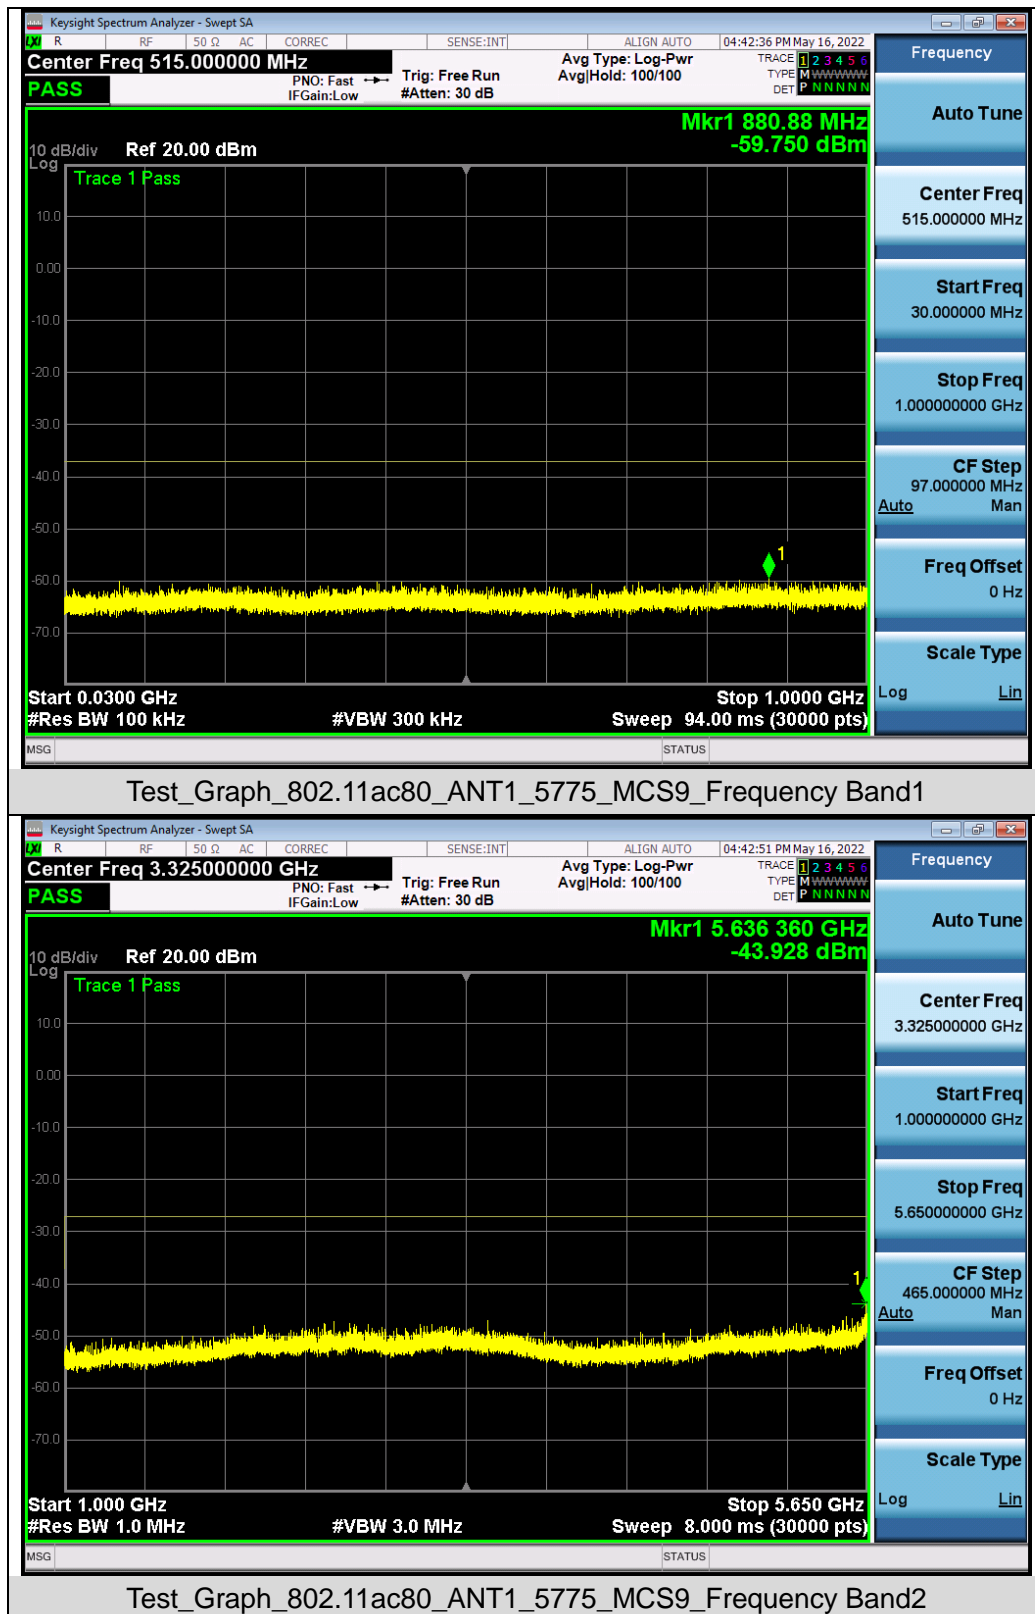 Keysight Spectrum Analyzer - Swept SA
LXI R RF 50 Ω AC CORREC SENSE:INT ALIGN AUTO 04:42:36 PM May 16, 2022
Center Freq 515.000000 MHz
PASS
PNO: Fast
IFGain:Low
Trig: Free Run
#Atten: 30 dB
Avg Type: Log-Pwr
Avg|Hold: 100/100
TRACE 1 2 3 4 5 6
TYPE M WWWWW
DET P N N N N N
Mkr1 880.88 MHz
-59.750 dBm
10 dB/div Ref 20.00 dBm
Log
Trace 1 Pass
10.0
0.00
-10.0
-20.0
-30.0
-40.0
-50.0
-60.0
-70.0
1
Start 0.0300 GHz Stop 1.0000 GHz
#Res BW 100 kHz #VBW 300 kHz Sweep 94.00 ms (30000 pts)
MSG STATUS
Frequency
Auto Tune
Center Freq
515.000000 MHz
Start Freq
30.000000 MHz
Stop Freq
1.000000000 GHz
CF Step
97.000000 MHz
Auto Man
Freq Offset
0 Hz
Scale Type
Log Lin
Test_Graph_802.11ac80_ANT1_5775_MCS9_Frequency Band1
Keysight Spectrum Analyzer - Swept SA
LXI R RF 50 Ω AC CORREC SENSE:INT ALIGN AUTO 04:42:51 PM May 16, 2022
Center Freq 3.325000000 GHz
PASS
PNO: Fast
IFGain:Low
Trig: Free Run
#Atten: 30 dB
Avg Type: Log-Pwr
Avg|Hold: 100/100
TRACE 1 2 3 4 5 6
TYPE M WWWWW
DET P N N N N N
Mkr1 5.636 360 GHz
-43.928 dBm
10 dB/div Ref 20.00 dBm
Log
Trace 1 Pass
10.0
0.00
-10.0
-20.0
-30.0
-40.0
-50.0
-60.0
-70.0
1
Start 1.000 GHz Stop 5.650 GHz
#Res BW 1.0 MHz #VBW 3.0 MHz Sweep 8.000 ms (30000 pts)
MSG STATUS
Frequency
Auto Tune
Center Freq
3.325000000 GHz
Start Freq
1.000000000 GHz
Stop Freq
5.650000000 GHz
CF Step
465.000000 MHz
Auto Man
Freq Offset
0 Hz
Scale Type
Log Lin
Test_Graph_802.11ac80_ANT1_5775_MCS9_Frequency Band2